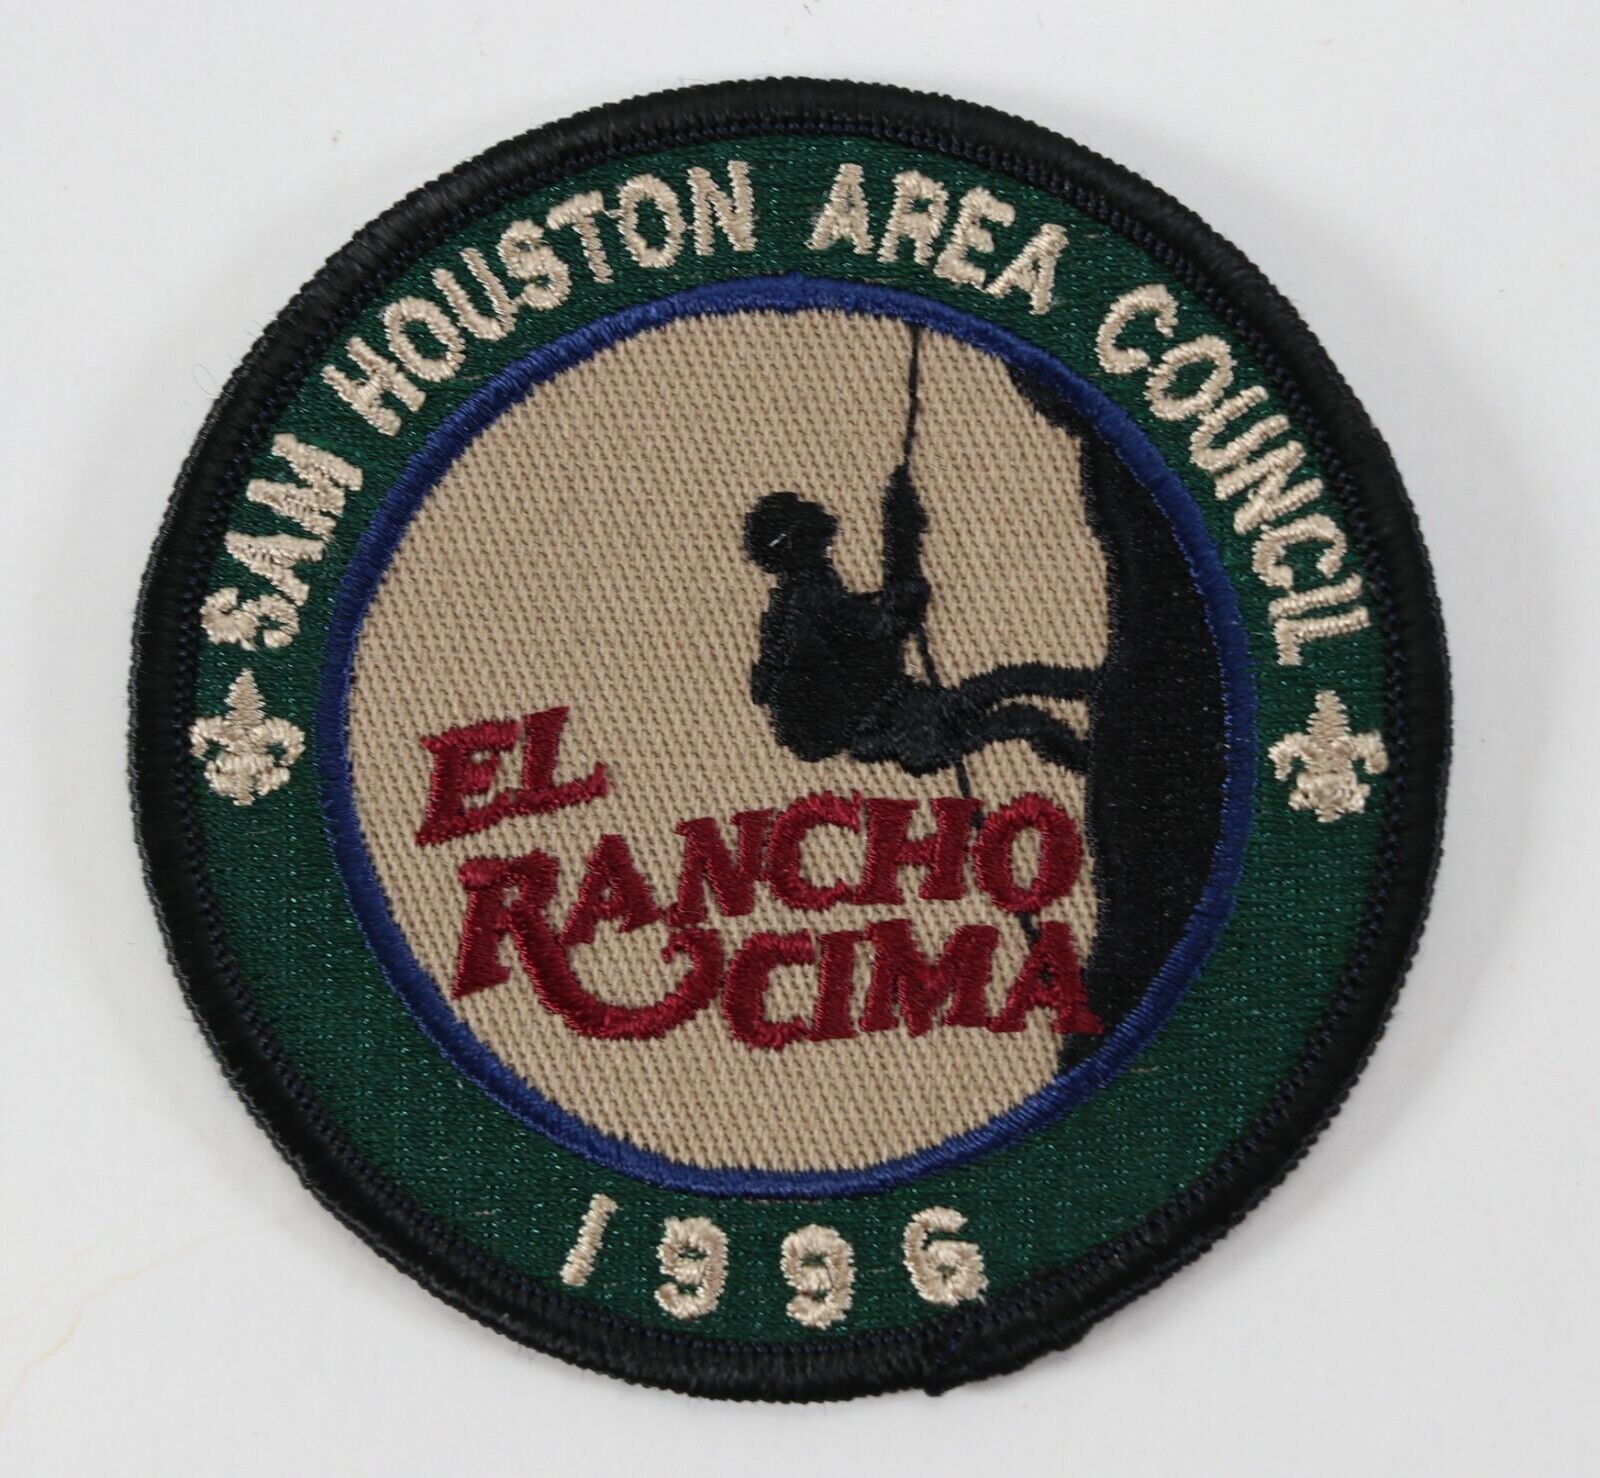 SAM HOUSTON AREA COUNCIL
EL
RANCHO
CIMA
1996